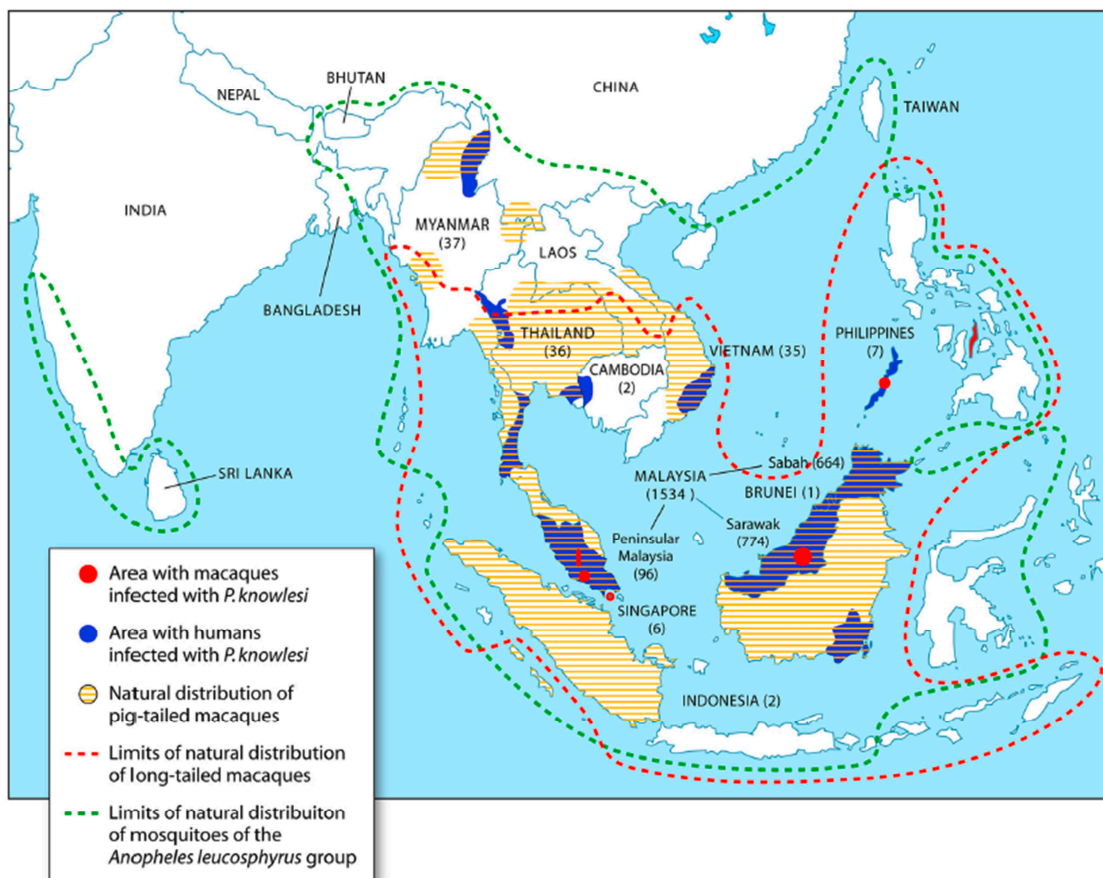 BHUTAN
NEPAL
CHINA
TAIWAN
INDIA
MYANMAR
(37)
LAOS
BANGLADESH
THAILAND
(36)
VIETNAM (35)
PHILIPPINES
(7)
CAMBODIA
(2)
SRI LANKA
MALAYSIA
(1534 )
Sabah (664)
BRUNEI (1)
Sarawak
(774)
Peninsular
Malaysia
(96)
SINGAPORE
(6)
INDONESIA (2)
Area with macaques
infected with P. knowlesi
Area with humans
infected with P. knowlesi
Natural distribution of
pig-tailed macaques
Limits of natural distribution
of long-tailed macaques
Limits of natural distribuiton
of mosquitoes of the
Anopheles leucosphyrus group